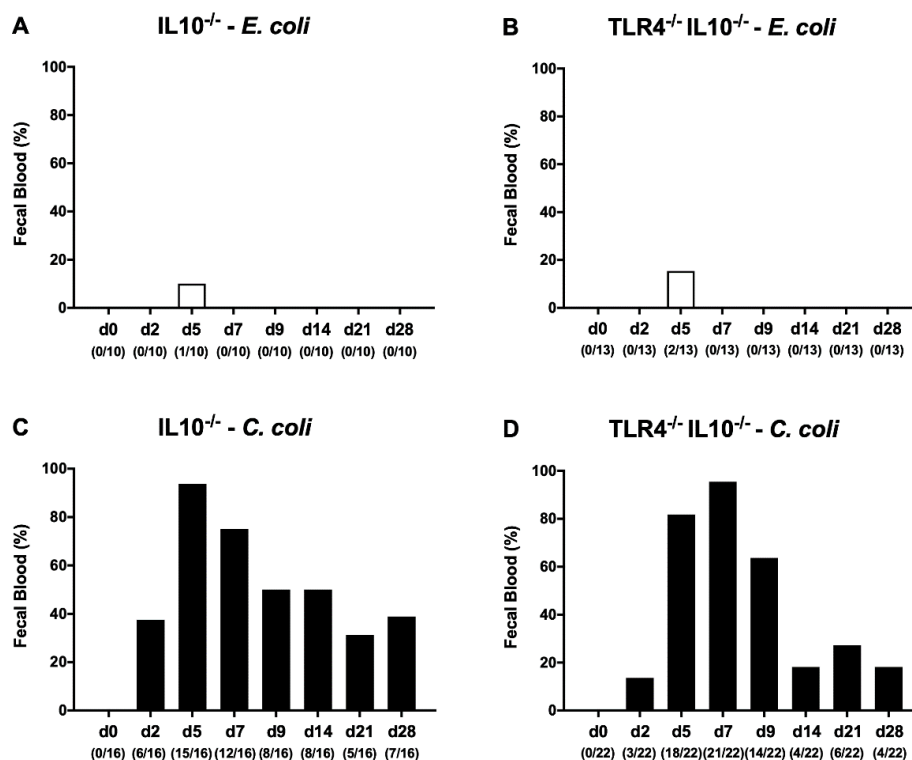 A
IL10-/- - E. coli
Fecal Blood (%)
100
80
60
40
20
0
d0 d2 d5 d7 d9 d14 d21 d28
(0/10) (0/10) (1/10) (0/10) (0/10) (0/10) (0/10) (0/10)
B
TLR4-/- IL10-/- - E. coli
Fecal Blood (%)
100
80
60
40
20
0
d0 d2 d5 d7 d9 d14 d21 d28
(0/13) (0/13) (2/13) (0/13) (0/13) (0/13) (0/13) (0/13)
C
IL10-/- - C. coli
Fecal Blood (%)
100
80
60
40
20
0
d0 d2 d5 d7 d9 d14 d21 d28
(0/16) (6/16) (15/16) (12/16) (8/16) (8/16) (5/16) (7/16)
D
TLR4-/- IL10-/- - C. coli
Fecal Blood (%)
100
80
60
40
20
0
d0 d2 d5 d7 d9 d14 d21 d28
(0/22) (3/22) (18/22) (21/22) (14/22) (4/22) (6/22) (4/22)